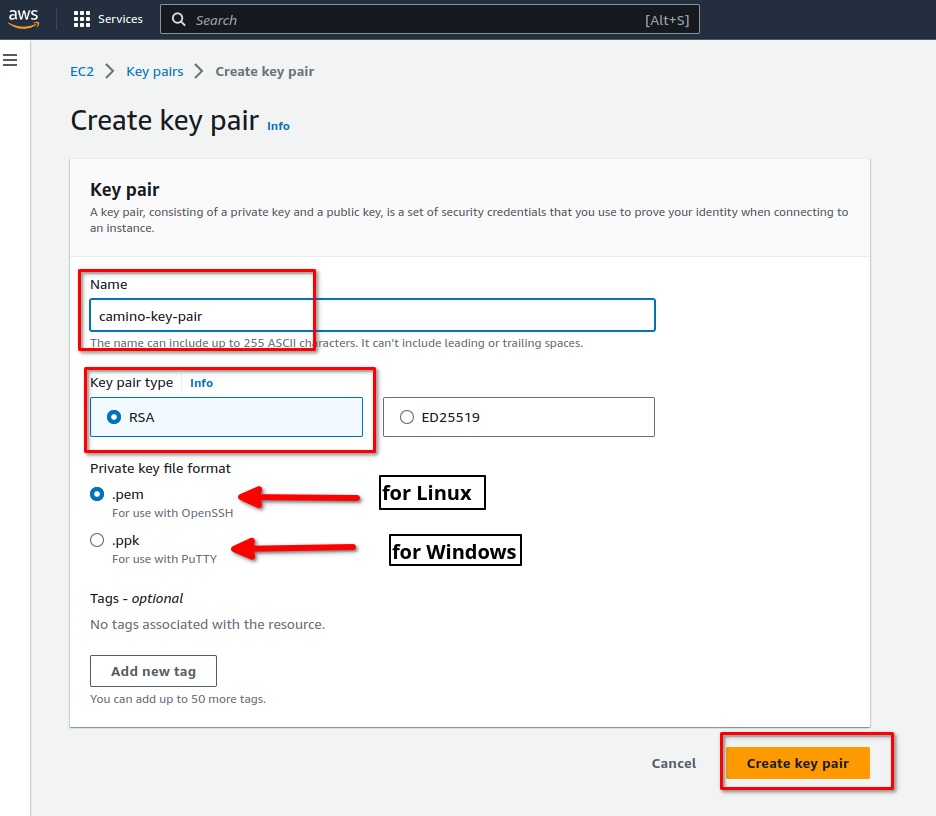 aws
Services
Search
[Alt+S]
EC2 > Key pairs > Create key pair
Create key pair Info
Key pair
A key pair, consisting of a private key and a public key, is a set of security credentials that you use to prove your identity when connecting to
an instance.
Name
camino-key-pair
The name can include up to 255 ASCII characters. It can't include leading or trailing spaces.
Key pair type Info
RSA
ED25519
Private key file format
.pem
For use with OpenSSH
for Linux
.ppk
For use with PuTTY
for Windows
Tags - optional
No tags associated with the resource.
Add new tag
You can add up to 50 more tags.
Cancel
Create key pair